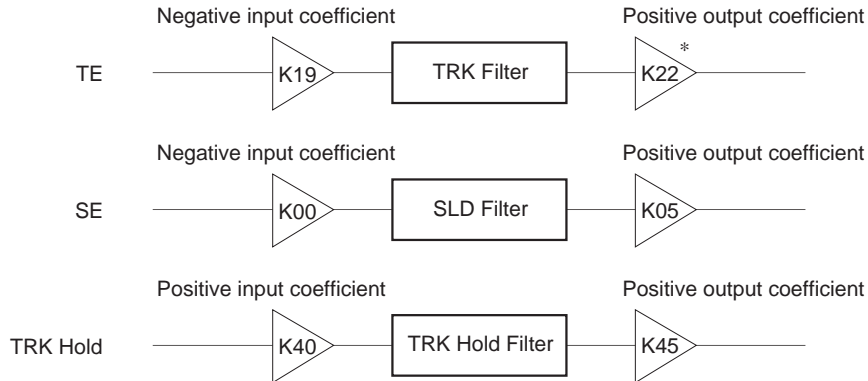 Negative input coefficient Positive output coefficient
TE K19 TRK Filter K22 *
Negative input coefficient Positive output coefficient
SE K00 SLD Filter K05
Positive input coefficient Positive output coefficient
TRK Hold K40 TRK Hold Filter K45